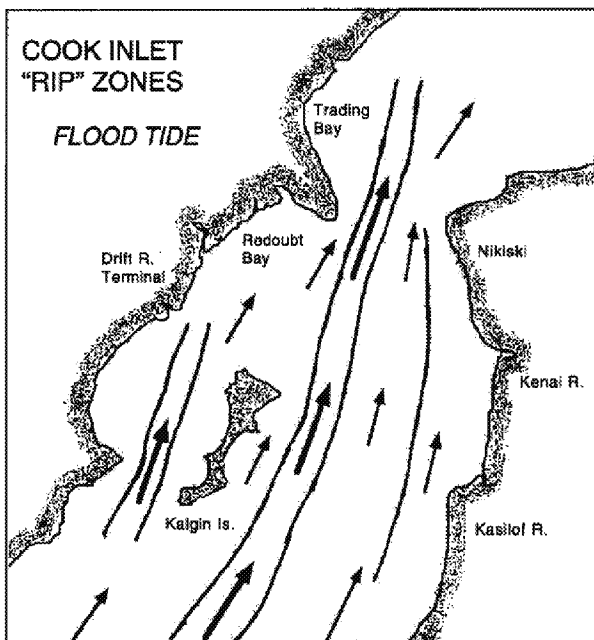 COOK INLET
"RIP" ZONES
FLOOD TIDE
Trading
Bay
Redoubt
Bay
Drift R.
Terminal
Nikiski
Kenai R.
Kalgin Is.
Kasilof R.